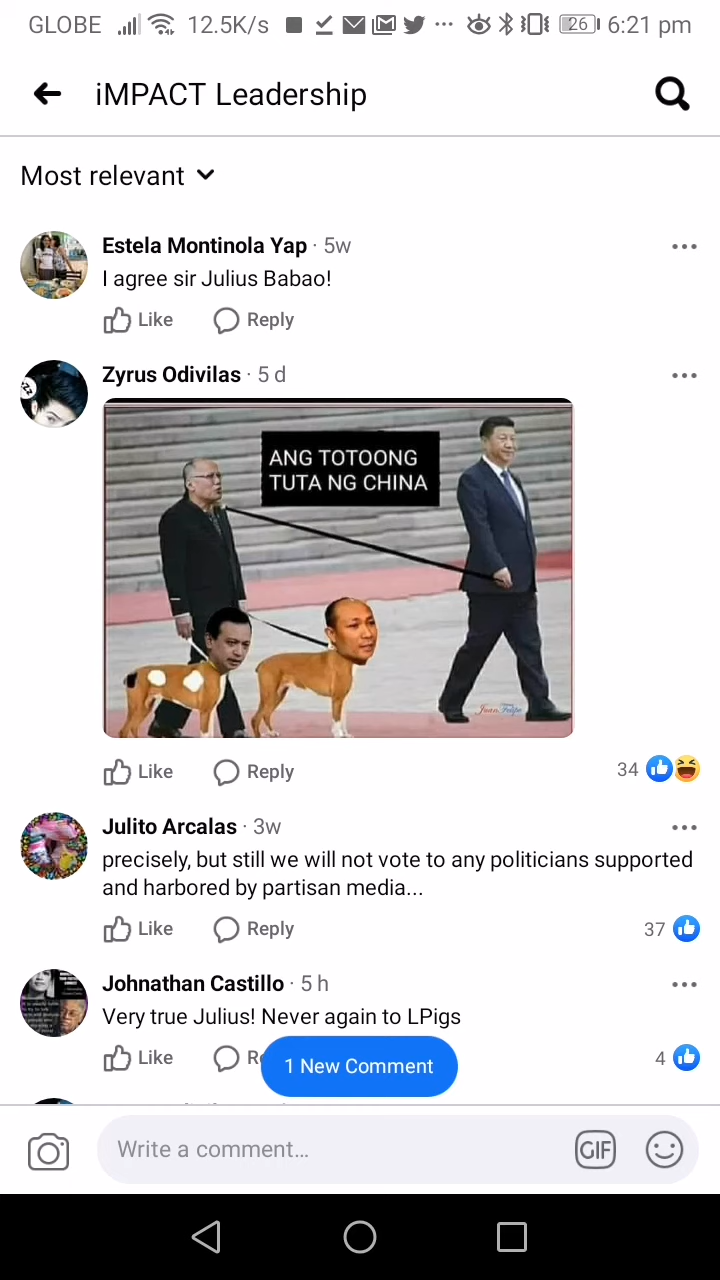 GLOBE 12.5K/s 26 6:21 pm
iMPACT Leadership
Most relevant
Estela Montinola Yap · 5w
I agree sir Julius Babao!
Like Reply
Zyrus Odivilas · 5 d
ANG TOTOONG
TUTA NG CHINA
Like Reply 34
Julito Arcalas · 3w
precisely, but still we will not vote to any politicians supported
and harbored by partisan media...
Like Reply 37
Johnathan Castillo · 5 h
Very true Julius! Never again to LPigs
Like 4
1 New Comment
Write a comment...
GIF